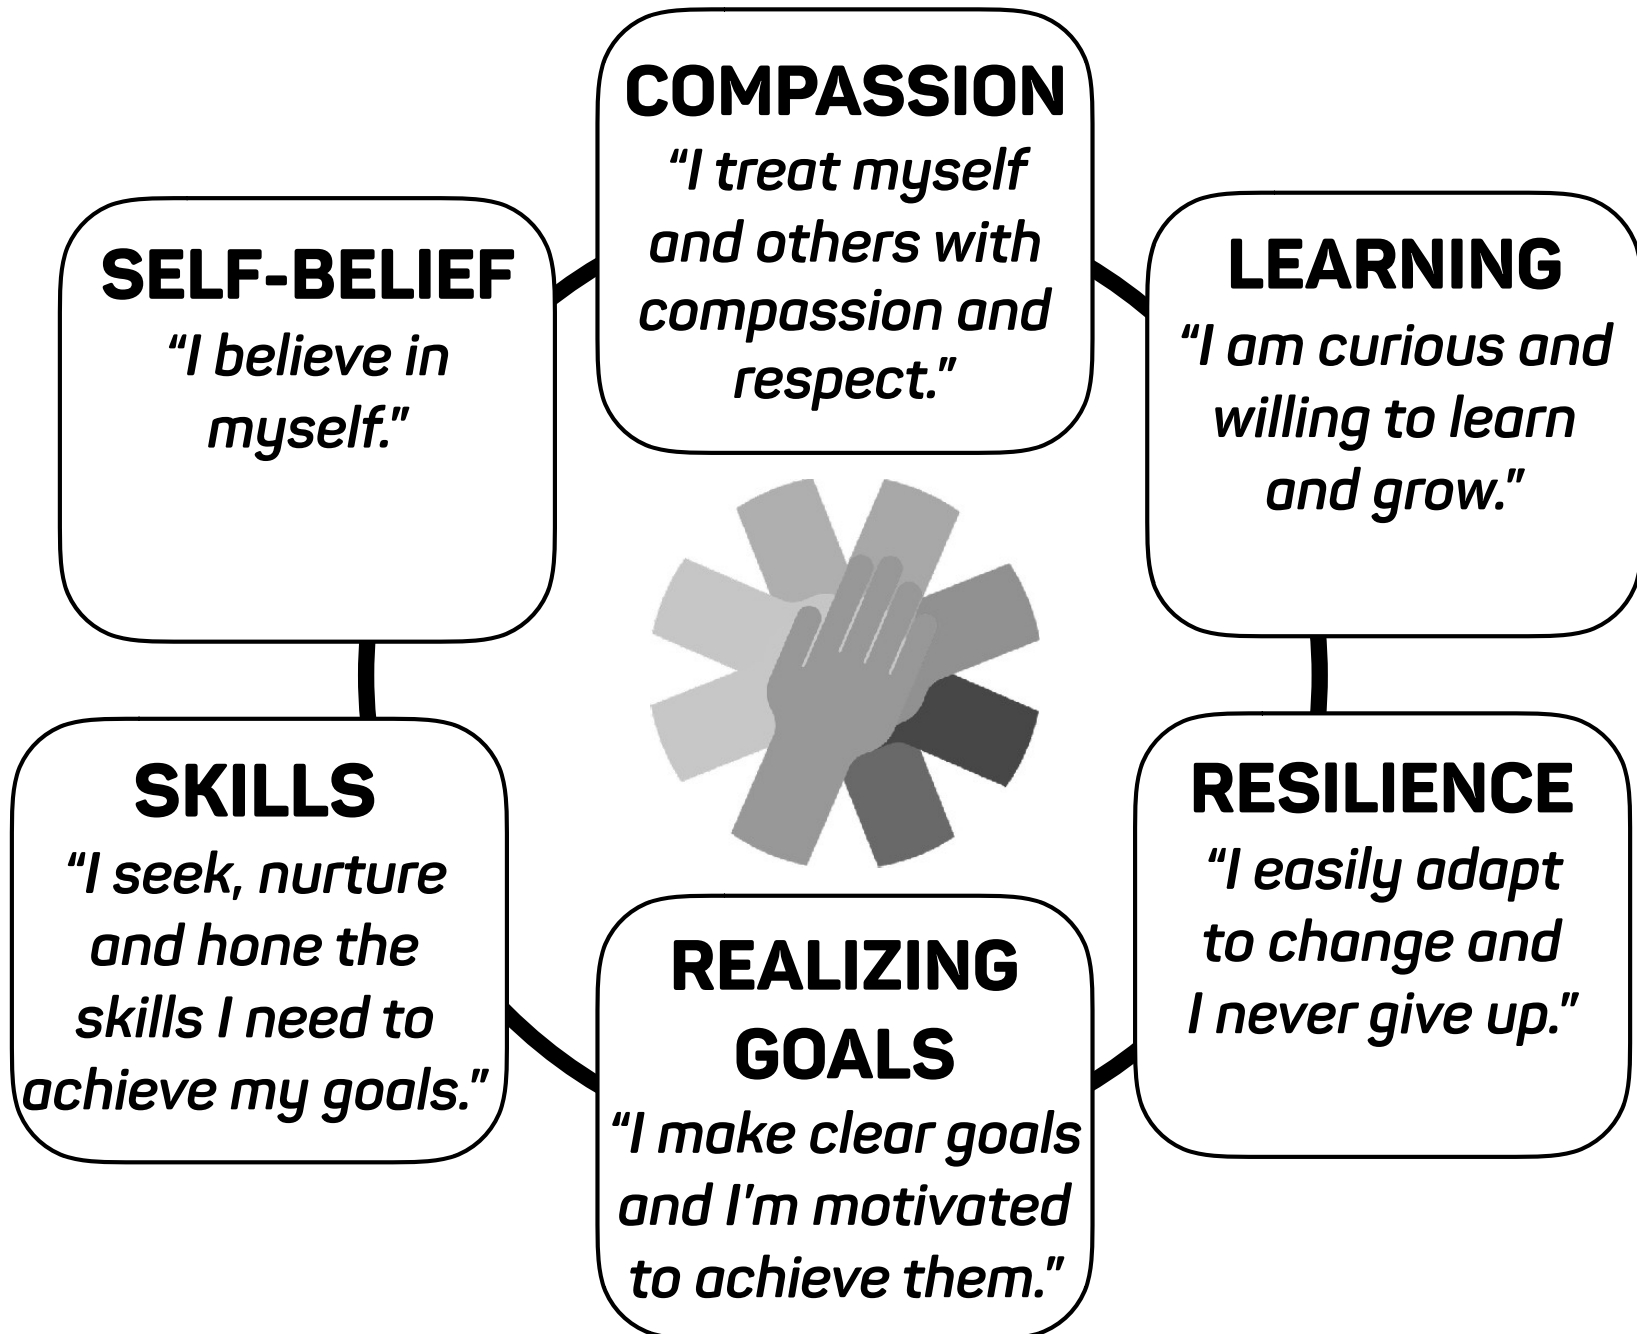 COMPASSION
“I treat myself
and others with
compassion and
respect.”
LEARNING
“I am curious and
willing to learn
and grow.”
RESILIENCE
“I easily adapt
to change and
I never give up.”
REALIZING
GOALS
“I make clear goals
and I'm motivated
to achieve them.”
SKILLS
“I seek, nurture
and hone the
skills I need to
achieve my goals.”
SELF-BELIEF
“I believe in
myself.”